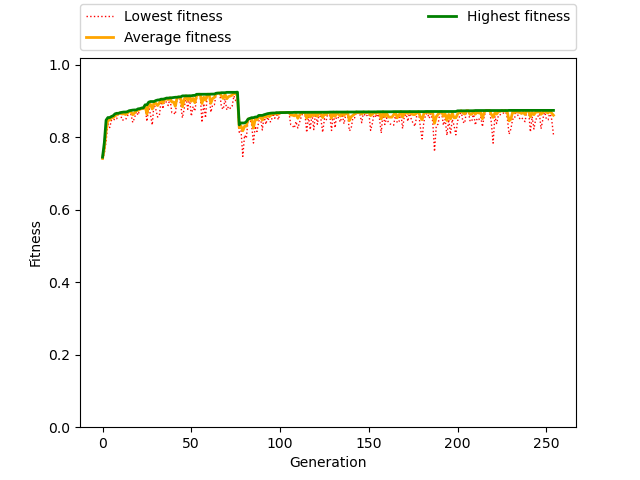 Lowest fitness
Average fitness
Highest fitness
1.0
0.8
0.6
0.4
0.2
0.0
Fitness
0 50 100 150 200 250
Generation